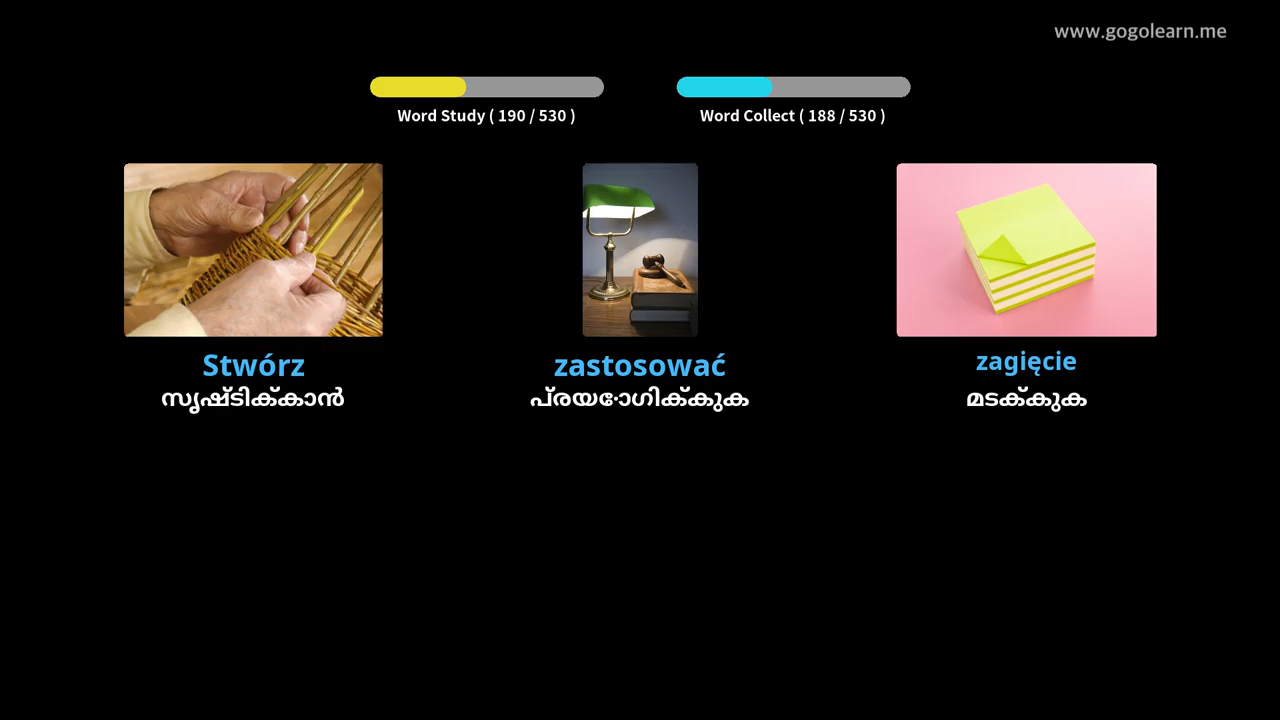 www.gogolearn.me
Word Study ( 190 / 530 )
Word Collect ( 188 / 530 )
Stwórz
zastosować
zagięcie
സൃഷ്ടിക്കാൻ
പ്രയോഗിക്കുക
മടക്കുക